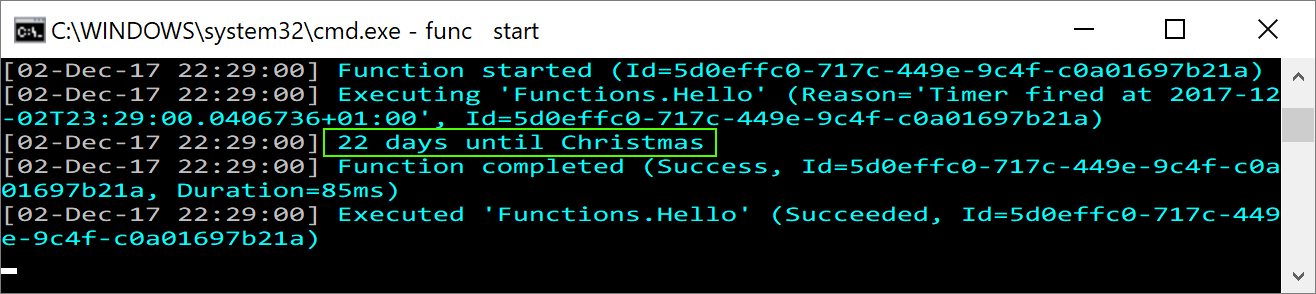 C:\WINDOWS\system32\cmd.exe - func  start
[02-Dec-17 22:29:00] Function started (Id=5d0effc0-717c-449e-9c4f-c0a01697b21a)
[02-Dec-17 22:29:00] Executing 'Functions.Hello' (Reason='Timer fired at 2017-12
-02T23:29:00.0406736+01:00', Id=5d0effc0-717c-449e-9c4f-c0a01697b21a)
[02-Dec-17 22:29:00] 22 days until Christmas
[02-Dec-17 22:29:00] Function completed (Success, Id=5d0effc0-717c-449e-9c4f-c0a
01697b21a, Duration=85ms)
[02-Dec-17 22:29:00] Executed 'Functions.Hello' (Succeeded, Id=5d0effc0-717c-449
e-9c4f-c0a01697b21a)